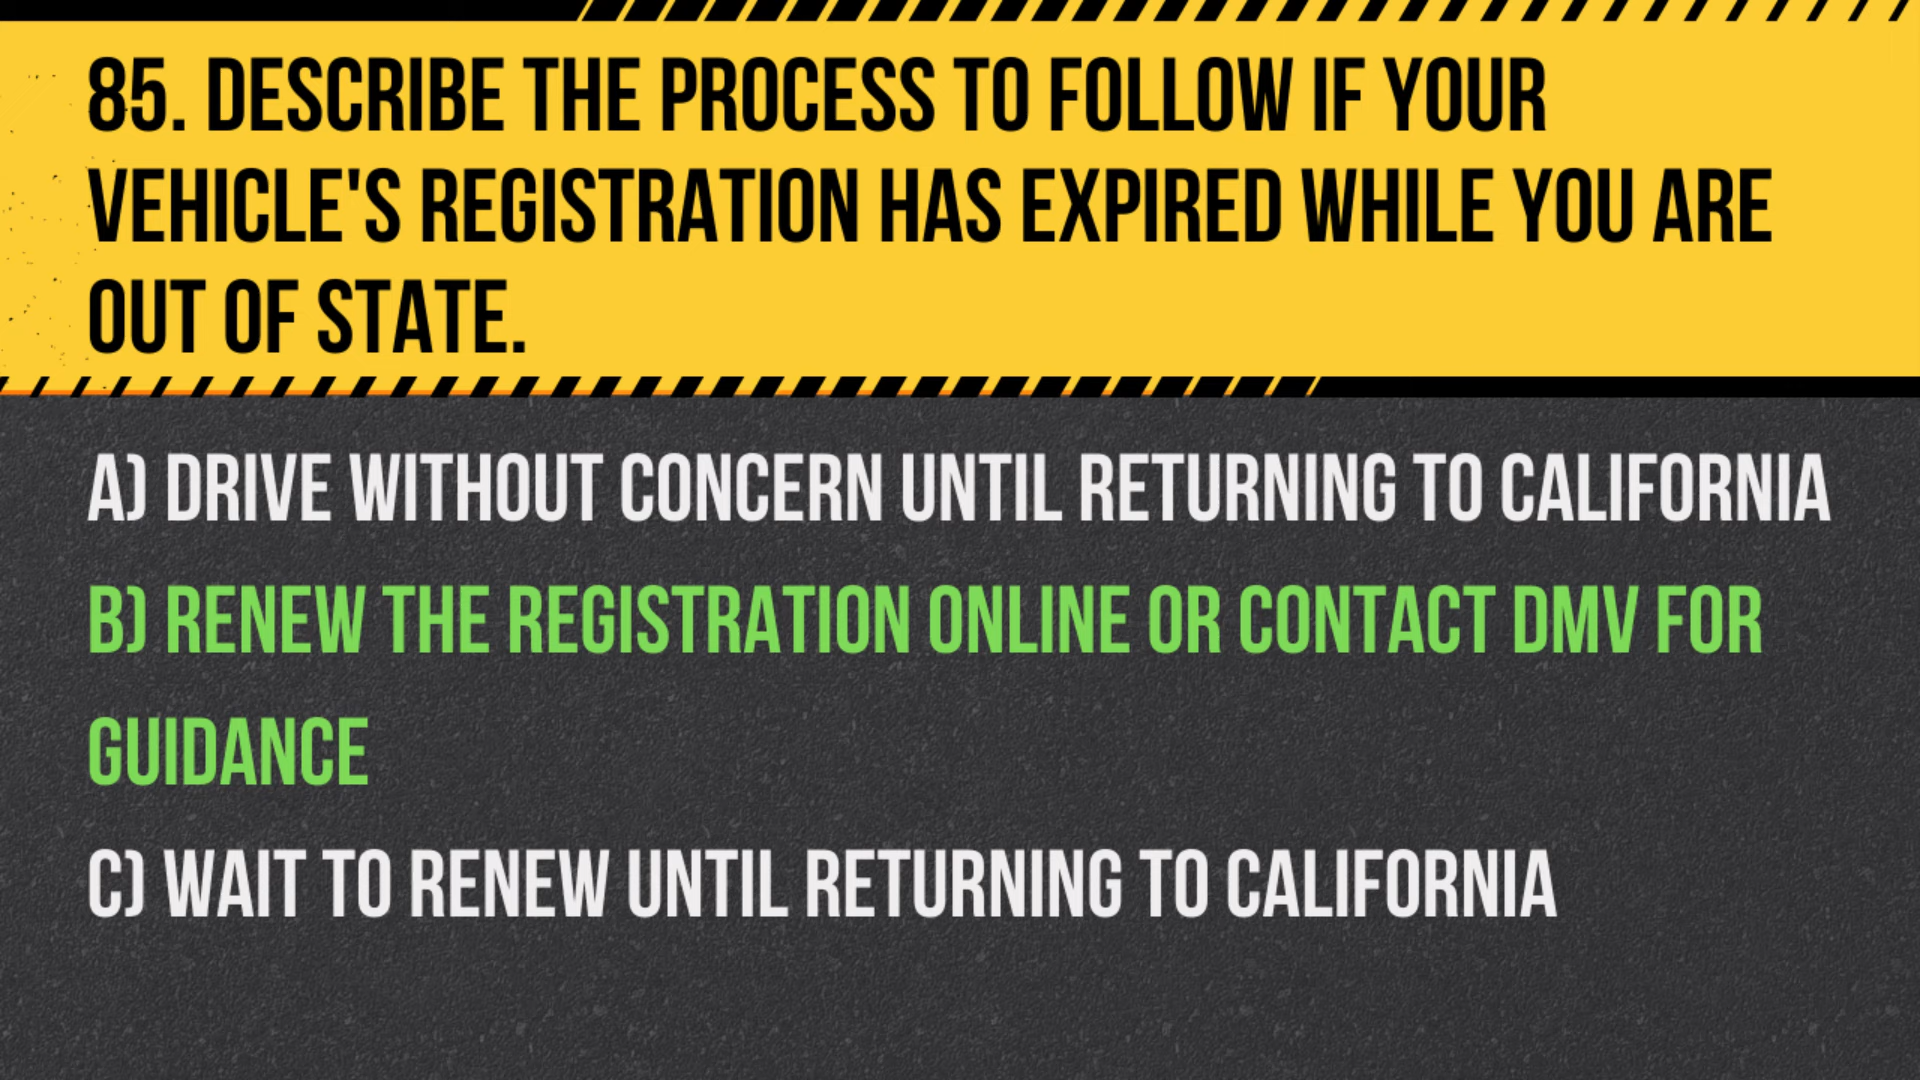 85. DESCRIBE THE PROCESS TO FOLLOW IF YOUR
VEHICLE'S REGISTRATION HAS EXPIRED WHILE YOU ARE
OUT OF STATE.
A) DRIVE WITHOUT CONCERN UNTIL RETURNING TO CALIFORNIA
B) RENEW THE REGISTRATION ONLINE OR CONTACT DMV FOR
GUIDANCE
C) WAIT TO RENEW UNTIL RETURNING TO CALIFORNIA